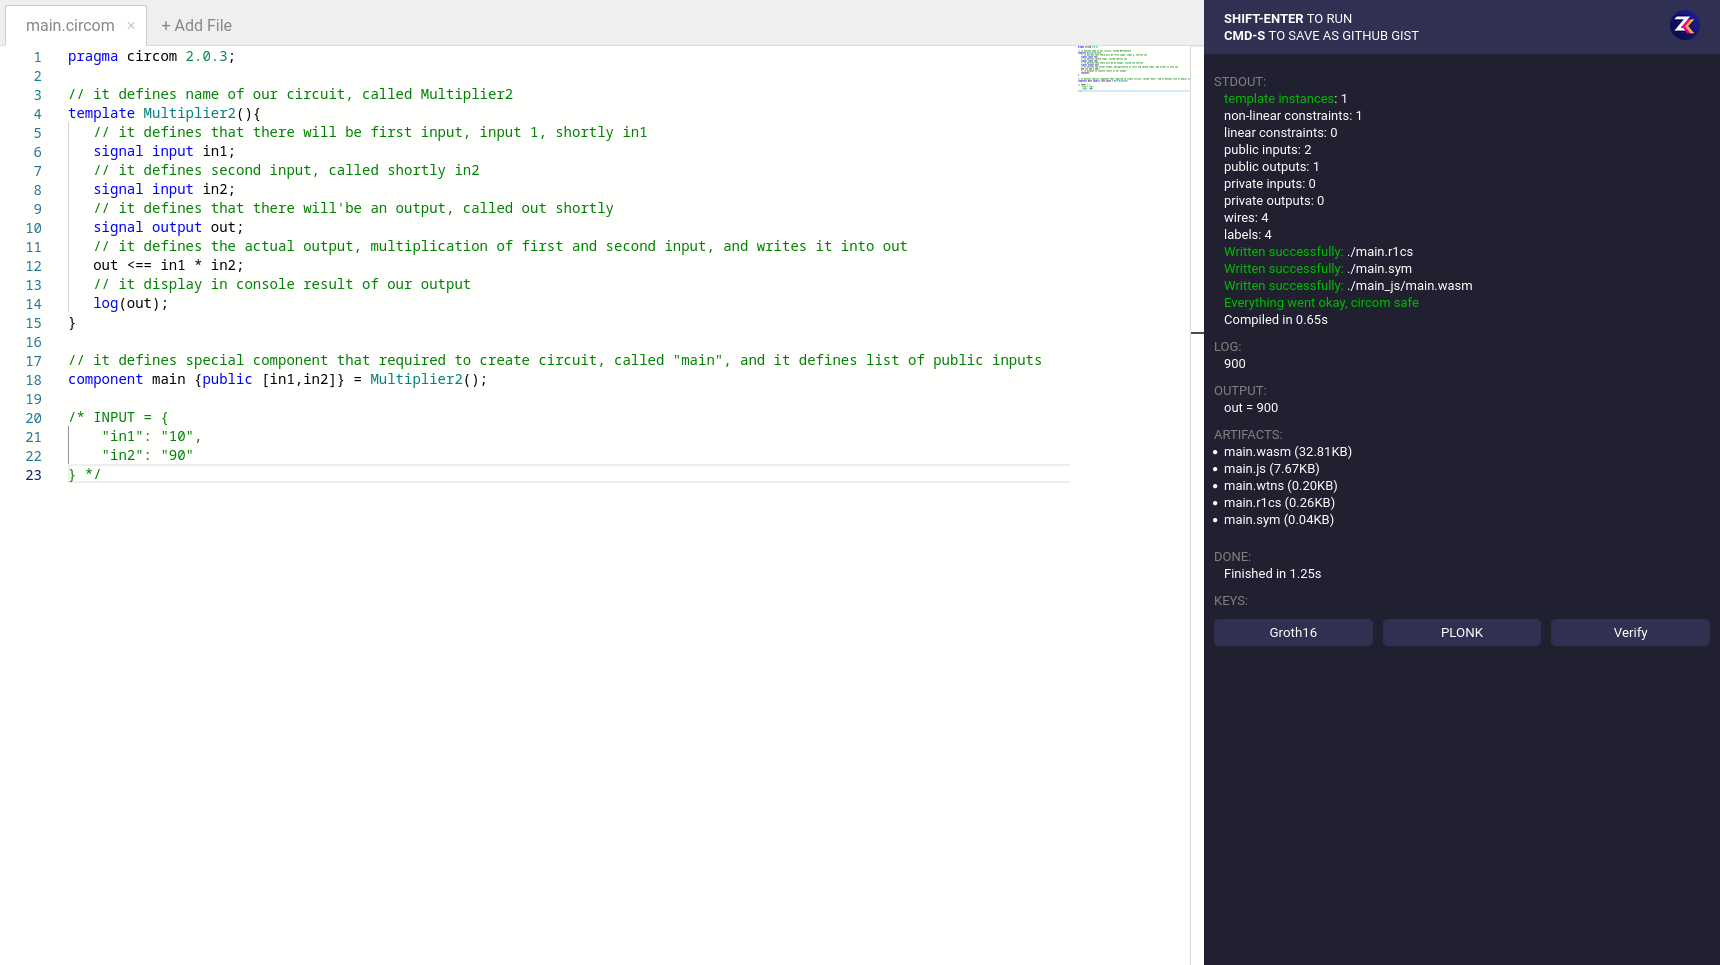 main.circom × + Add File
1 pragma circom 2.0.3;
2
3 // it defines name of our circuit, called Multiplier2
4 template Multiplier2(){
5 // it defines that there will be first input, input 1, shortly in1
6 signal input in1;
7 // it defines second input, called shortly in2
8 signal input in2;
9 // it defines that there will'be an output, called out shortly
10 signal output out;
11 // it defines the actual output, multiplication of first and second input, and writes it into out
12 out <== in1 * in2;
13 // it display in console result of our output
14 log(out);
15 }
16
17 // it defines special component that required to create circuit, called "main", and it defines list of public inputs
18 component main {public [in1,in2]} = Multiplier2();
19
20 /* INPUT = {
21 "in1": "10",
22 "in2": "90"
23 } */
SHIFT-ENTER TO RUN
CMD-S TO SAVE AS GITHUB GIST
STDOUT:
template instances: 1
non-linear constraints: 1
linear constraints: 0
public inputs: 2
public outputs: 1
private inputs: 0
private outputs: 0
wires: 4
labels: 4
Written successfully: ./main.r1cs
Written successfully: ./main.sym
Written successfully: ./main_js/main.wasm
Everything went okay, circom safe
Compiled in 0.65s
LOG:
900
OUTPUT:
out = 900
ARTIFACTS:
• main.wasm (32.81KB)
• main.js (7.67KB)
• main.wtns (0.20KB)
• main.r1cs (0.26KB)
• main.sym (0.04KB)
DONE:
Finished in 1.25s
KEYS:
Groth16 PLONK Verify